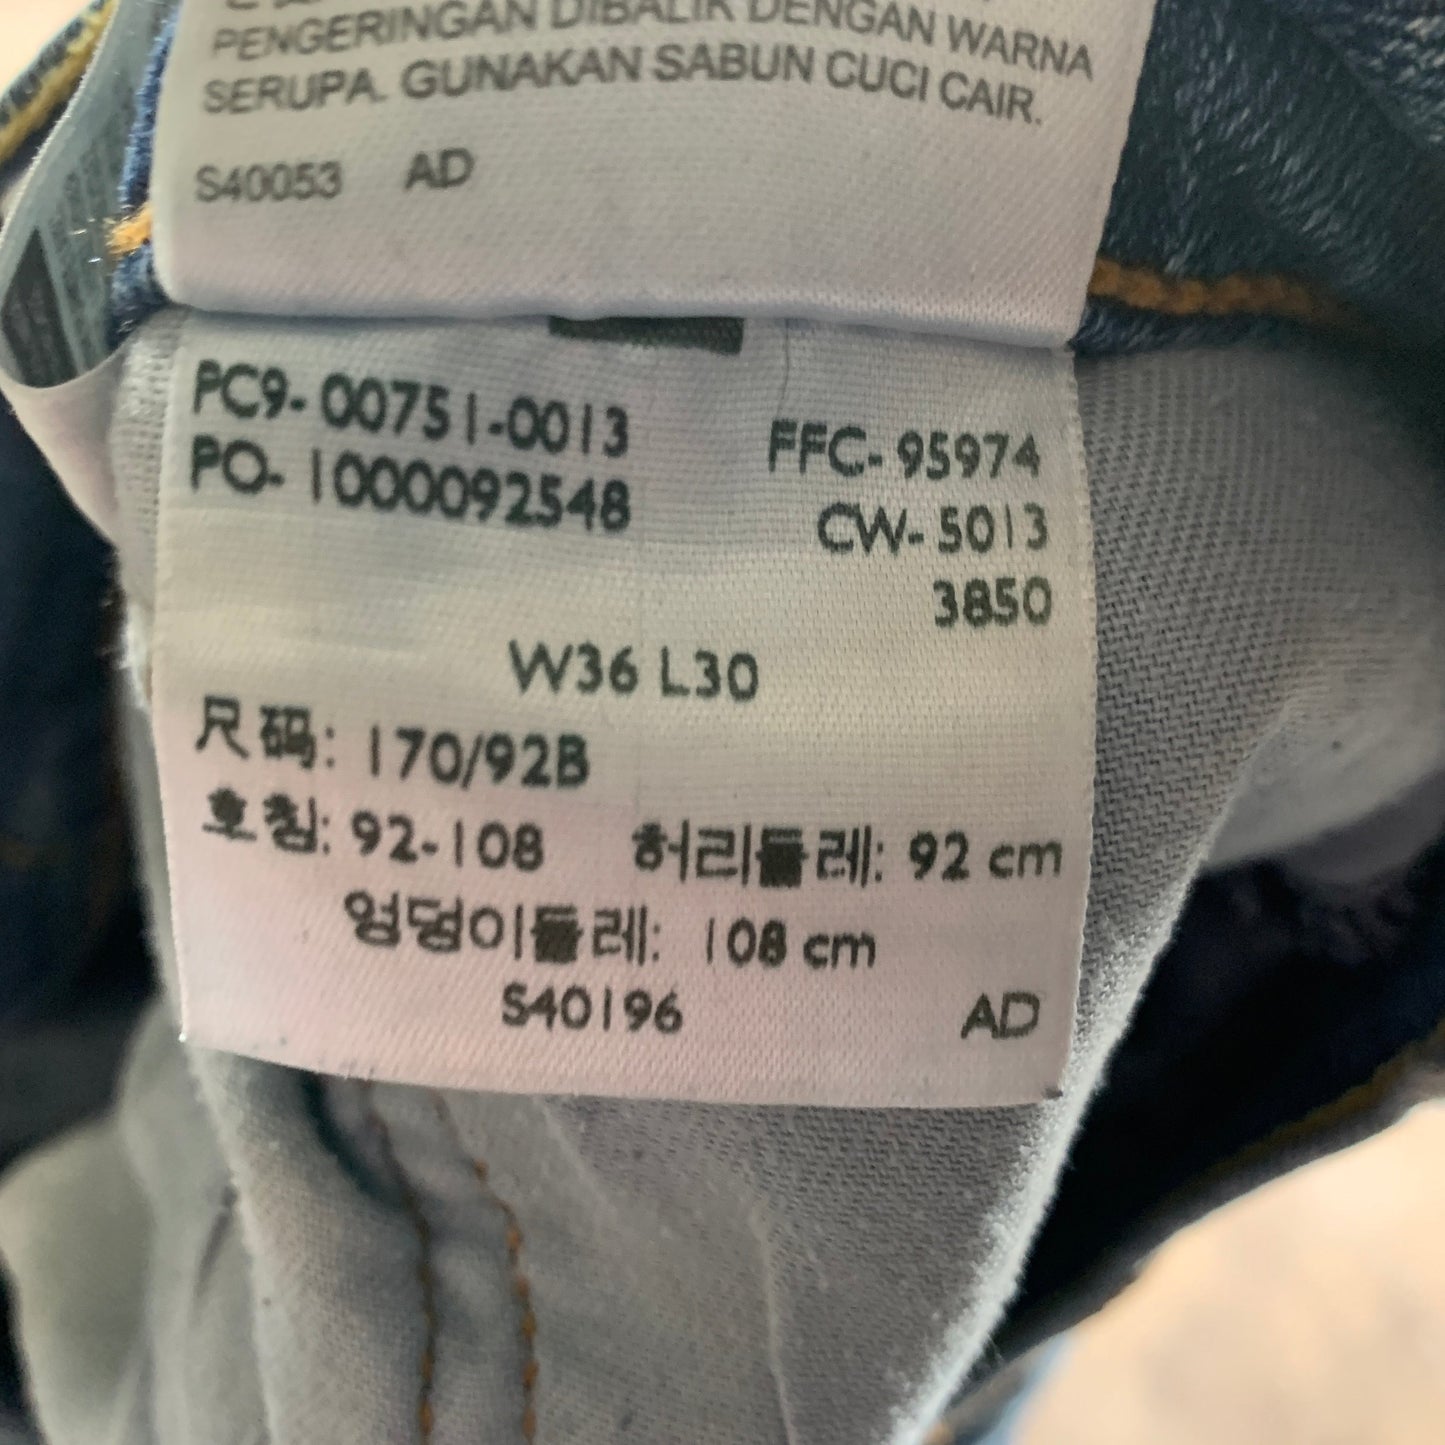 PENGERINGAN DIBALIK DENGAN WARNA
SERUPA. GUNAKAN SABUN CUCI CAIR.
S40053 AD
PC9-00751-0013
PO-1000092548
FFC-95974
CW-5013
3850
W36 L30
尺码: 170/92B
호칭: 92-108 허리둘레: 92 cm
엉덩이둘레: 108 cm
S40196 AD